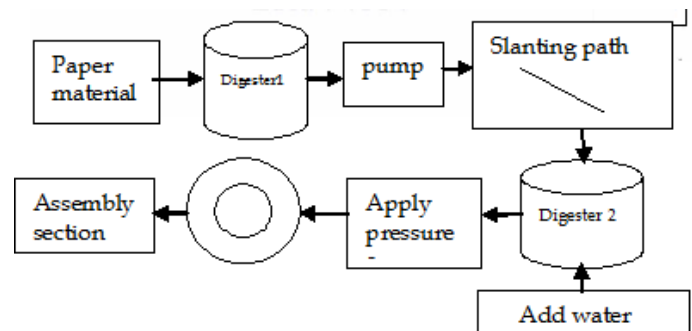 Paper
material
Digester1
pump
Slanting path
Assembly
section
Apply
pressure
Digester 2
Add water